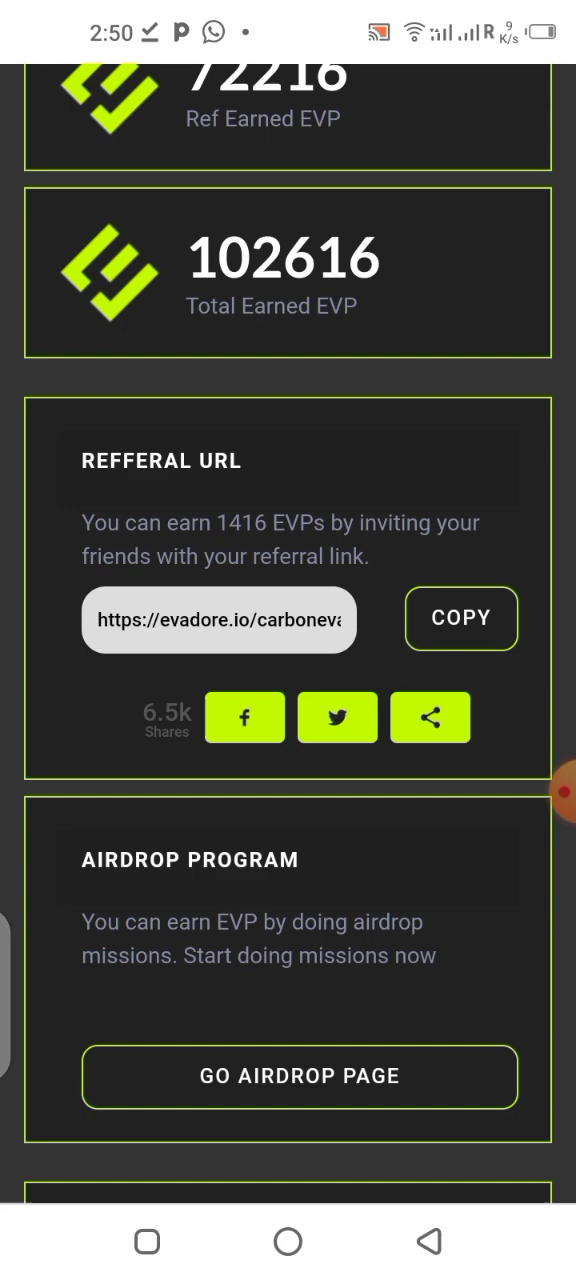 2:50
R
9
K/s
72216
Ref Earned EVP
102616
Total Earned EVP
REFFERAL URL
You can earn 1416 EVPs by inviting your
friends with your referral link.
https://evadore.io/carboneva
COPY
6.5k
Shares
AIRDROP PROGRAM
You can earn EVP by doing airdrop
missions. Start doing missions now
GO AIRDROP PAGE